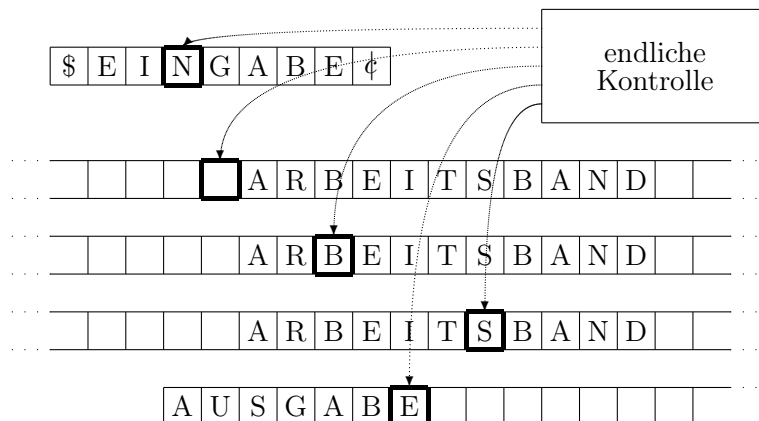 endliche
Kontrolle
$ E I N G A B E ¢
A R B E I T S B A N D
A R B E I T S B A N D
A R B E I T S B A N D
A U S G A B E